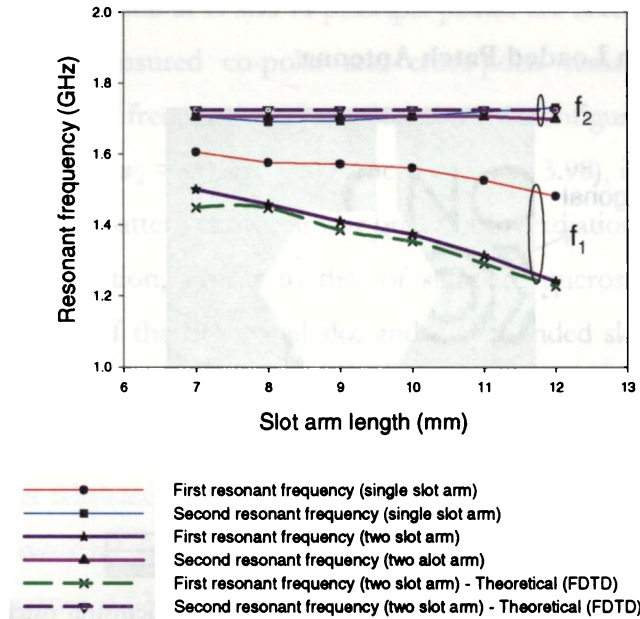 2.0
n Loaded Patch Antenna
1.8
f2
1.6
1.4
f1
1.2
1.0
Resonant frequency (GHz)
6 7 8 9 10 11 12 13
Slot arm length (mm)
First resonant frequency (single slot arm)
Second resonant frequency (single slot arm)
First resonant frequency (two slot arm)
Second resonant frequency (two alot arm)
First resonant frequency (two slot arm) - Theoretical (FDTD)
Second resonant frequency (two slot arm) - Theoretical (FDTD)